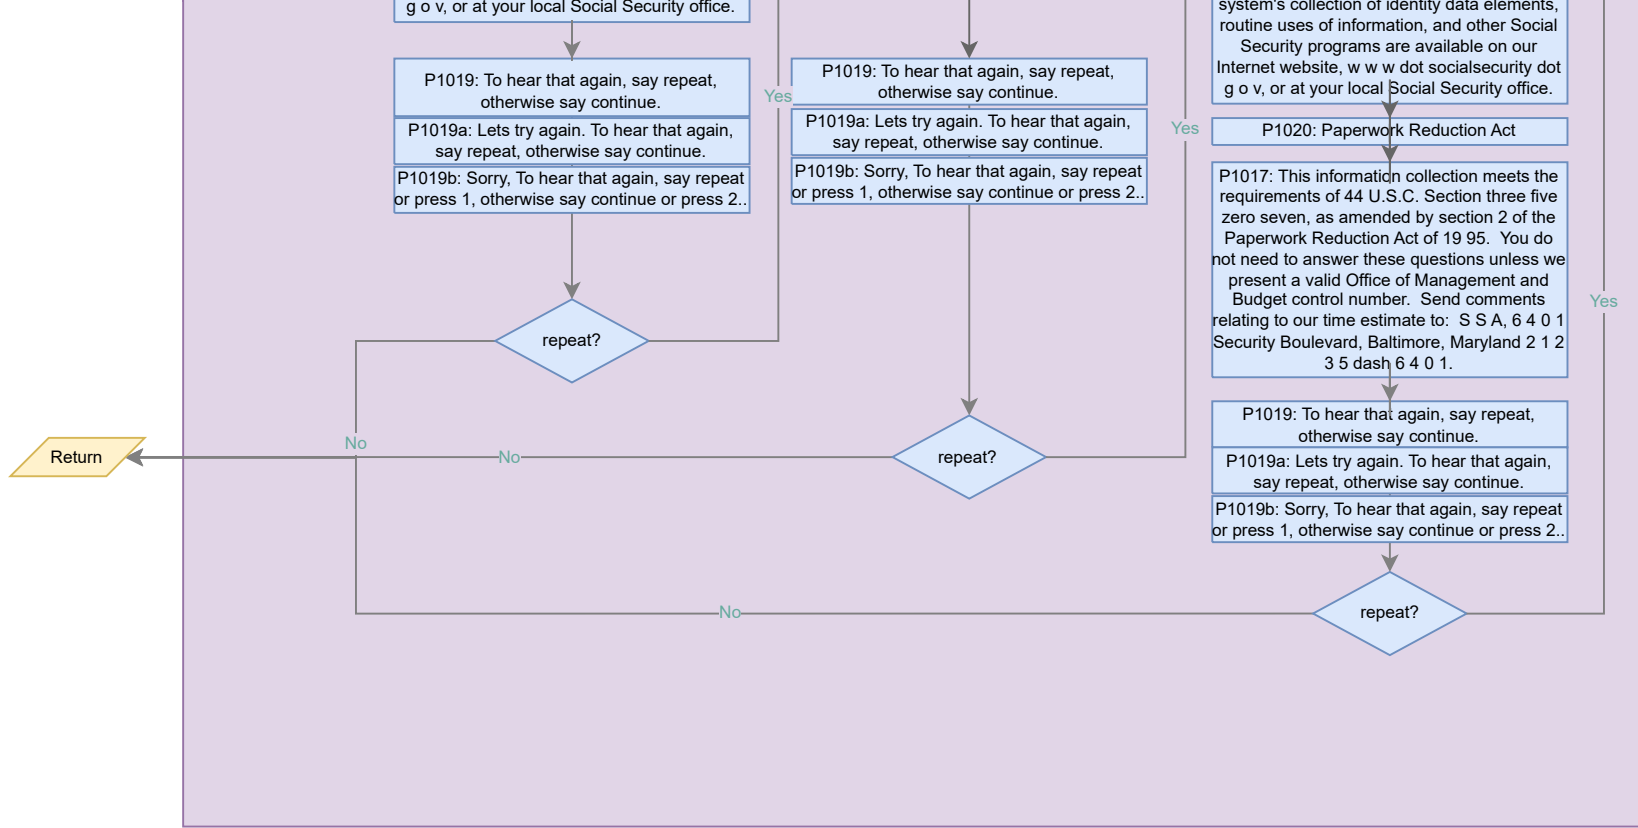 g o v, or at your local Social Security office.
P1019: To hear that again, say repeat,
otherwise say continue.
P1019a: Lets try again. To hear that again,
say repeat, otherwise say continue.
P1019b: Sorry, To hear that again, say repeat
or press 1, otherwise say continue or press 2..
repeat?
Yes
No
P1019: To hear that again, say repeat,
otherwise say continue.
P1019a: Lets try again. To hear that again,
say repeat, otherwise say continue.
P1019b: Sorry, To hear that again, say repeat
or press 1, otherwise say continue or press 2..
repeat?
Yes
No
Return
system's collection of identity data elements,
routine uses of information, and other Social
Security programs are available on our
Internet website, w w w dot socialsecurity dot
g o v, or at your local Social Security office.
P1020: Paperwork Reduction Act
P1017: This information collection meets the
requirements of 44 U.S.C. Section three five
zero seven, as amended by section 2 of the
Paperwork Reduction Act of 19 95.  You do
not need to answer these questions unless we
present a valid Office of Management and
Budget control number.  Send comments
relating to our time estimate to:  S S A, 6 4 0 1
Security Boulevard, Baltimore, Maryland 2 1 2
3 5 dash 6 4 0 1.
P1019: To hear that again, say repeat,
otherwise say continue.
P1019a: Lets try again. To hear that again,
say repeat, otherwise say continue.
P1019b: Sorry, To hear that again, say repeat
or press 1, otherwise say continue or press 2..
repeat?
Yes
No